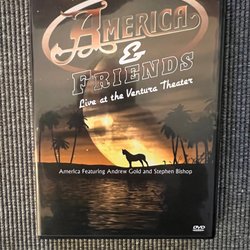 America
&
Friends
Live at the Ventura Theater
America Featuring Andrew Gold and Stephen Bishop
DVD